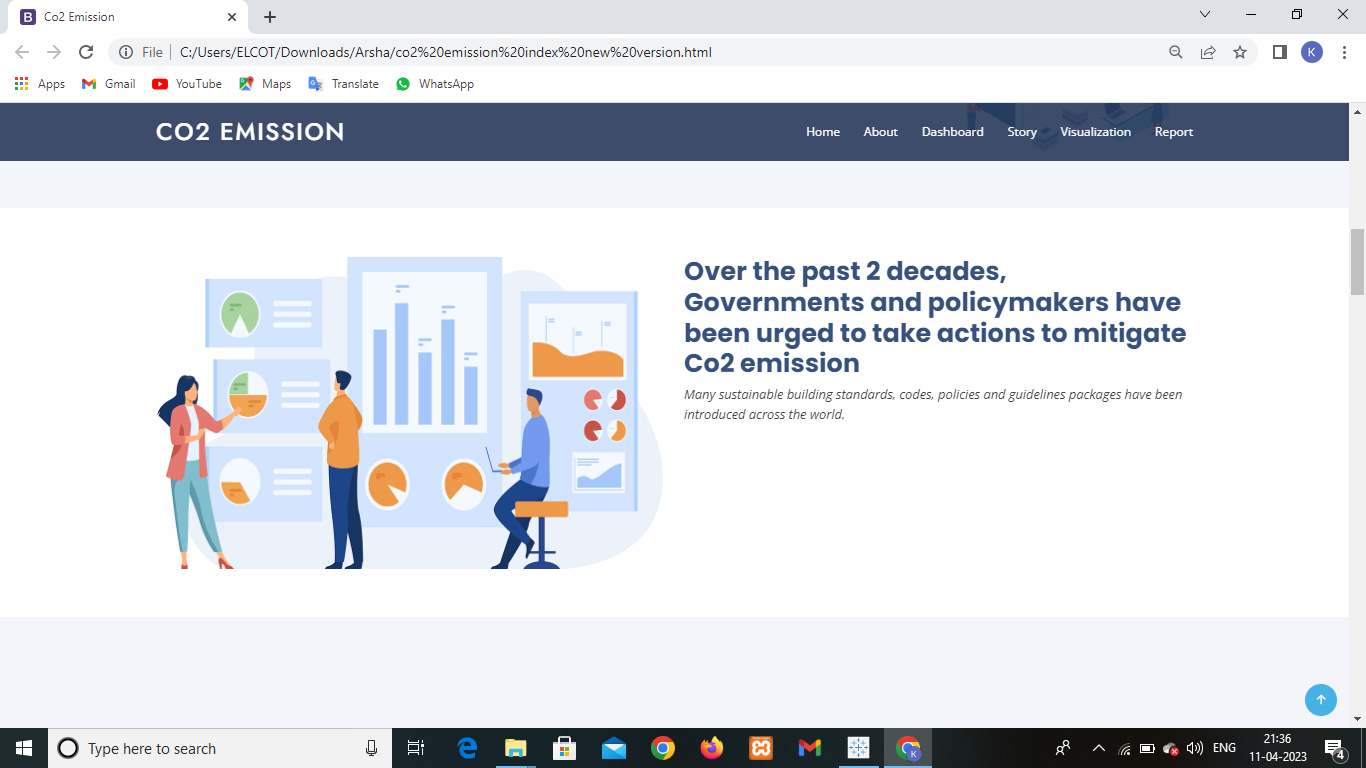 Co2 Emission
File
C:/Users/ELCOT/Downloads/Arsha/co2%20emission%20index%20new%20version.html
K
Apps
Gmail
YouTube
Maps
Translate
WhatsApp
CO2 EMISSION
Home
About
Dashboard
Story
Visualization
Report
Over the past 2 decades,
Governments and policymakers have
been urged to take actions to mitigate
Co2 emission
Many sustainable building standards, codes, policies and guidelines packages have been
introduced across the world.
Type here to search
K
ENG
21:36
11-04-2023
4